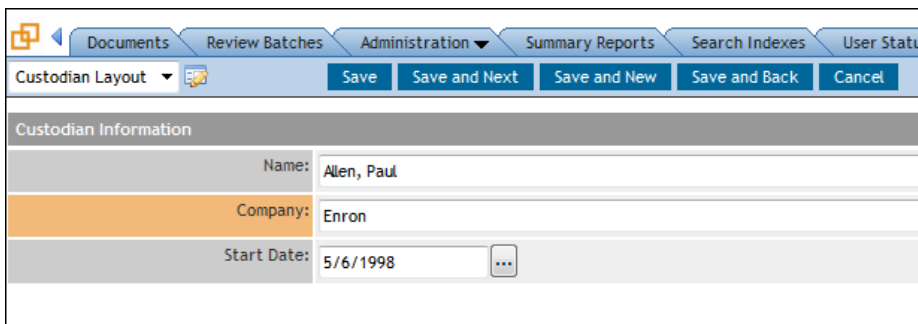 Documents Review Batches Administration Summary Reports Search Indexes User Statu
Custodian Layout Save Save and Next Save and New Save and Back Cancel
Custodian Information
Name: Allen, Paul
Company: Enron
Start Date: 5/6/1998 ...